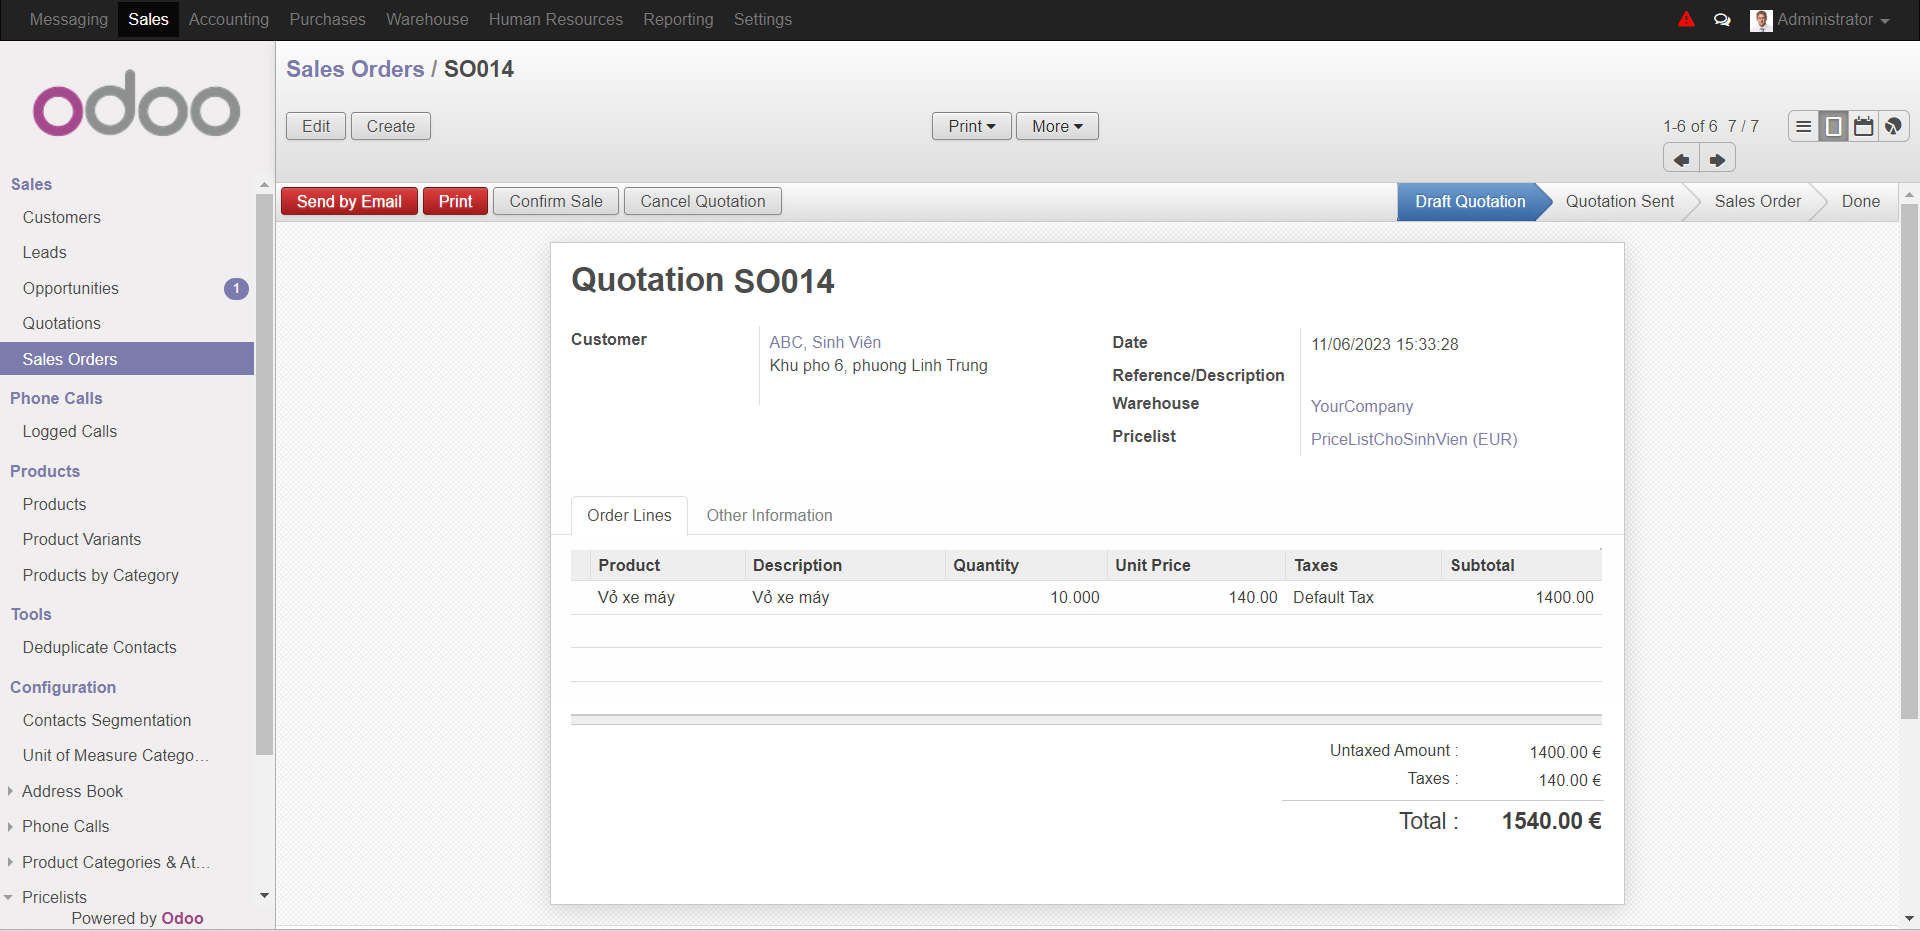 Messaging Sales Accounting Purchases Warehouse Human Resources Reporting Settings Administrator
odoo
Sales Orders / SO014
Edit Create Print More 1-6 of 6 7 / 7
Sales
Customers
Leads
Opportunities 1
Quotations
Sales Orders
Phone Calls
Logged Calls
Products
Products
Product Variants
Products by Category
Tools
Deduplicate Contacts
Configuration
Contacts Segmentation
Unit of Measure Catego...
Address Book
Phone Calls
Product Categories & At...
Pricelists
Powered by Odoo
Send by Email Print Confirm Sale Cancel Quotation Draft Quotation Quotation Sent Sales Order Done
Quotation SO014
Customer ABC, Sinh Viên
Khu pho 6, phuong Linh Trung
Date 11/06/2023 15:33:28
Reference/Description
Warehouse YourCompany
Pricelist PriceListChoSinhVien (EUR)
Order Lines Other Information
Product Description Quantity Unit Price Taxes Subtotal
Vỏ xe máy Vỏ xe máy 10.000 140.00 Default Tax 1400.00
Untaxed Amount : 1400.00 €
Taxes : 140.00 €
Total : 1540.00 €